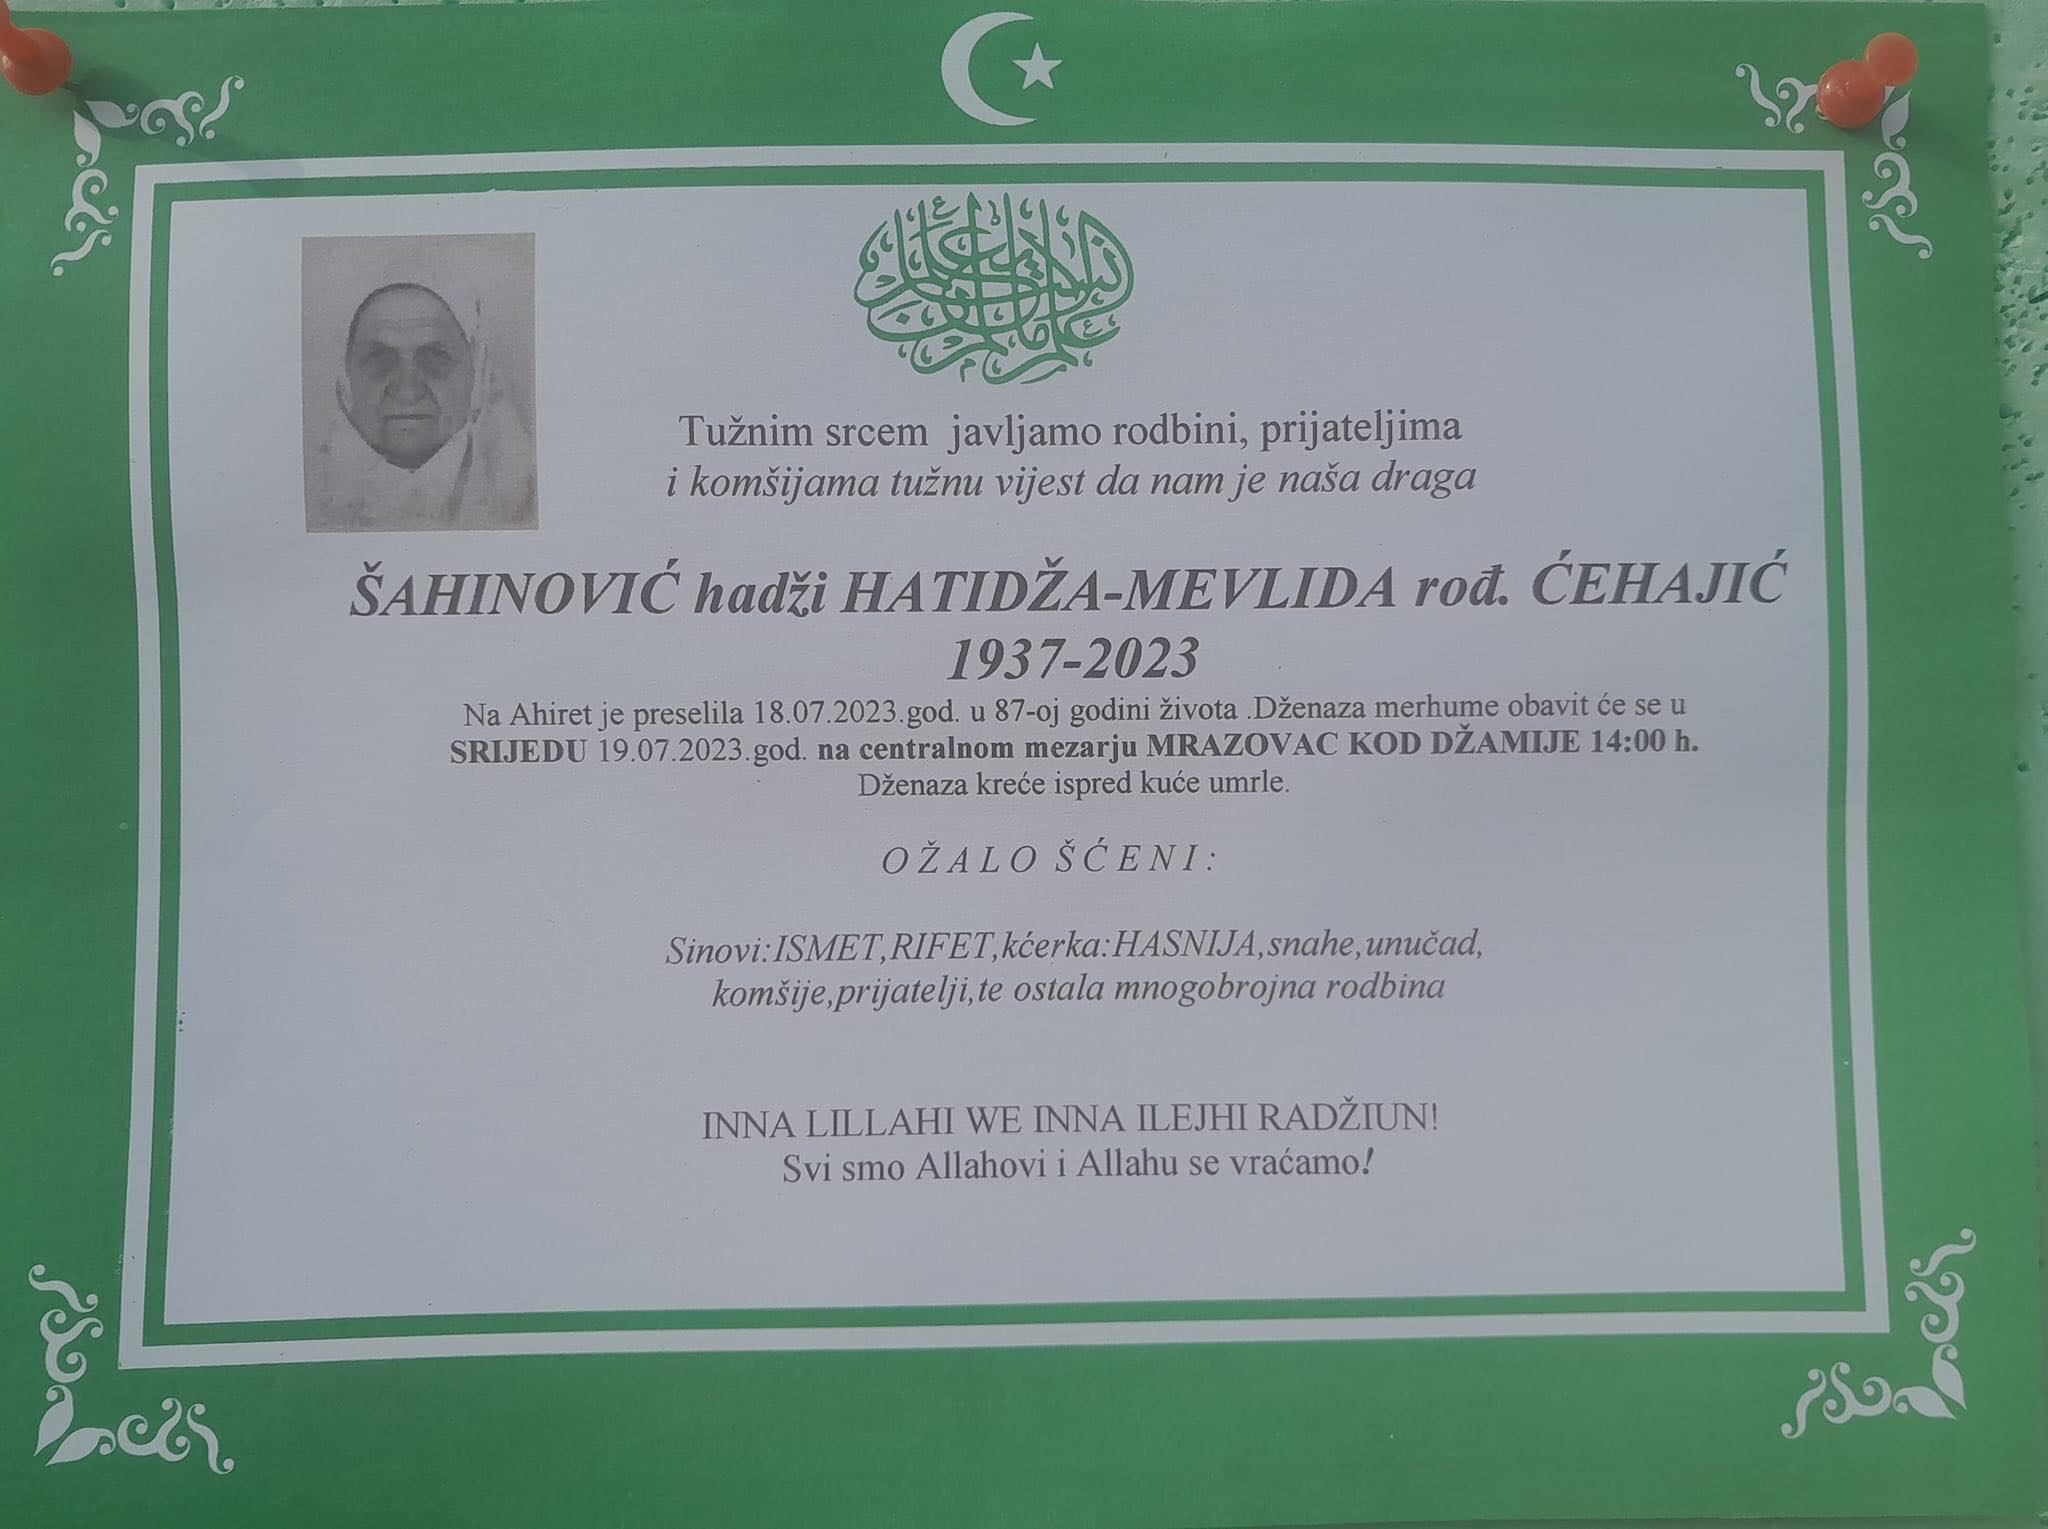 Tužnim srcem javljamo rodbini, prijateljima
i komšijama tužnu vijest da nam je naša draga
ŠAHINOVIĆ hadži HATIDŽA-MEVLIDA rođ. ĆEHAJIĆ
1937-2023
Na Ahiret je preselila 18.07.2023.god. u 87-oj godini života .Dženaza merhume obavit će se u
SRIJEDU 19.07.2023.god. na centralnom mezarju MRAZOVAC KOD DŽAMIJE 14:00 h.
Dženaza kreće ispred kuće umrle.
O Ž A L O Š Ć E N I :
Sinovi:ISMET,RIFET,kćerka:HASNIJA,snahe,unučad,
komšije,prijatelji,te ostala mnogobrojna rodbina
INNA LILLAHI WE INNA ILEJHI RADŽIUN!
Svi smo Allahovi i Allahu se vraćamo!